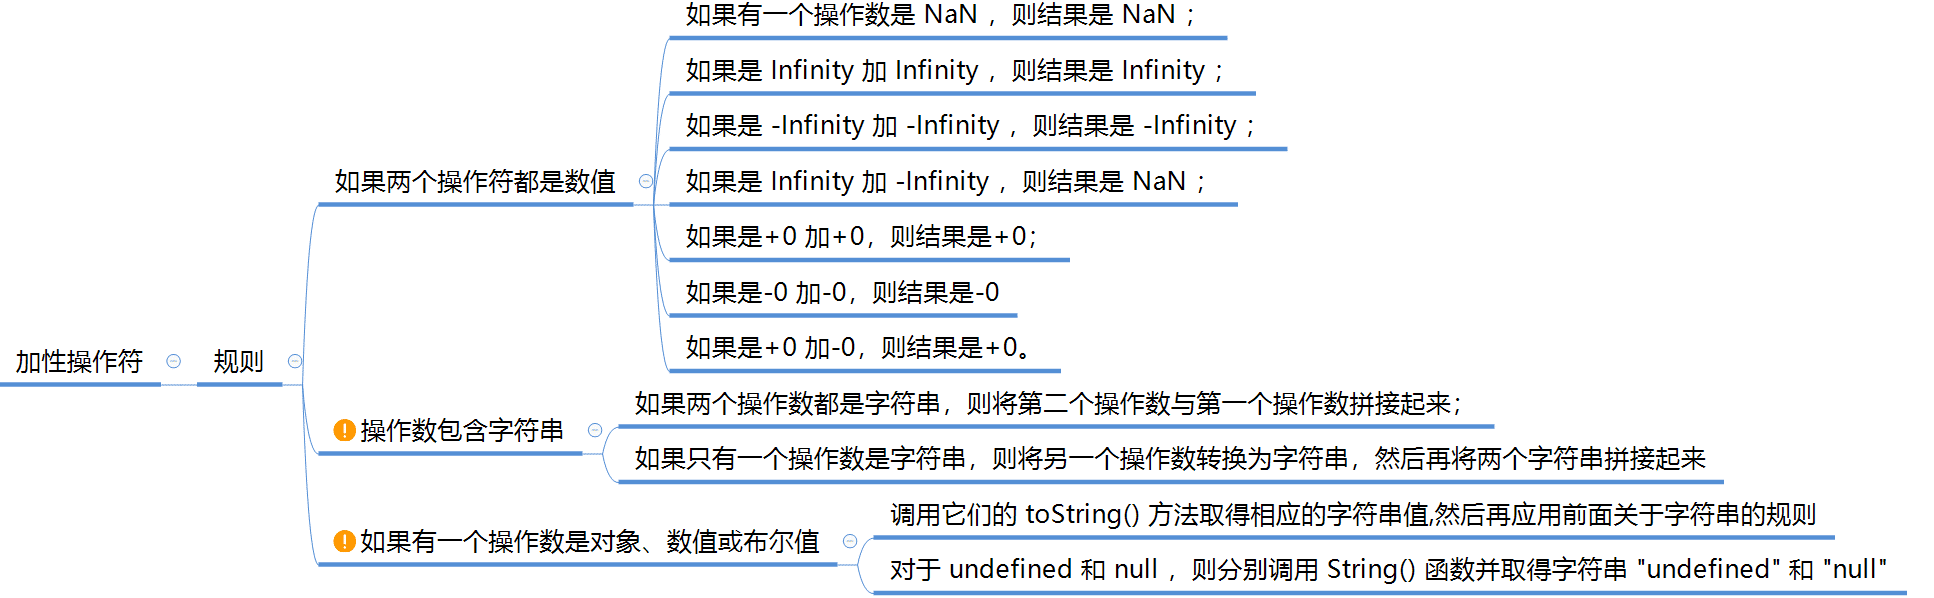 加性操作符
规则
如果两个操作符都是数值
如果有一个操作数是 NaN ，则结果是 NaN ；
如果是 Infinity 加 Infinity ，则结果是 Infinity ；
如果是 -Infinity 加 -Infinity ，则结果是 -Infinity ；
如果是 Infinity 加 -Infinity ，则结果是 NaN ；
如果是+0 加+0，则结果是+0；
如果是-0 加-0，则结果是-0
如果是+0 加-0，则结果是+0。
操作数包含字符串
如果两个操作数都是字符串，则将第二个操作数与第一个操作数拼接起来；
如果只有一个操作数是字符串，则将另一个操作数转换为字符串，然后再将两个字符串拼接起来
如果有一个操作数是对象、数值或布尔值
调用它们的 toString() 方法取得相应的字符串值,然后再应用前面关于字符串的规则
对于 undefined 和 null ，则分别调用 String() 函数并取得字符串 "undefined" 和 "null"